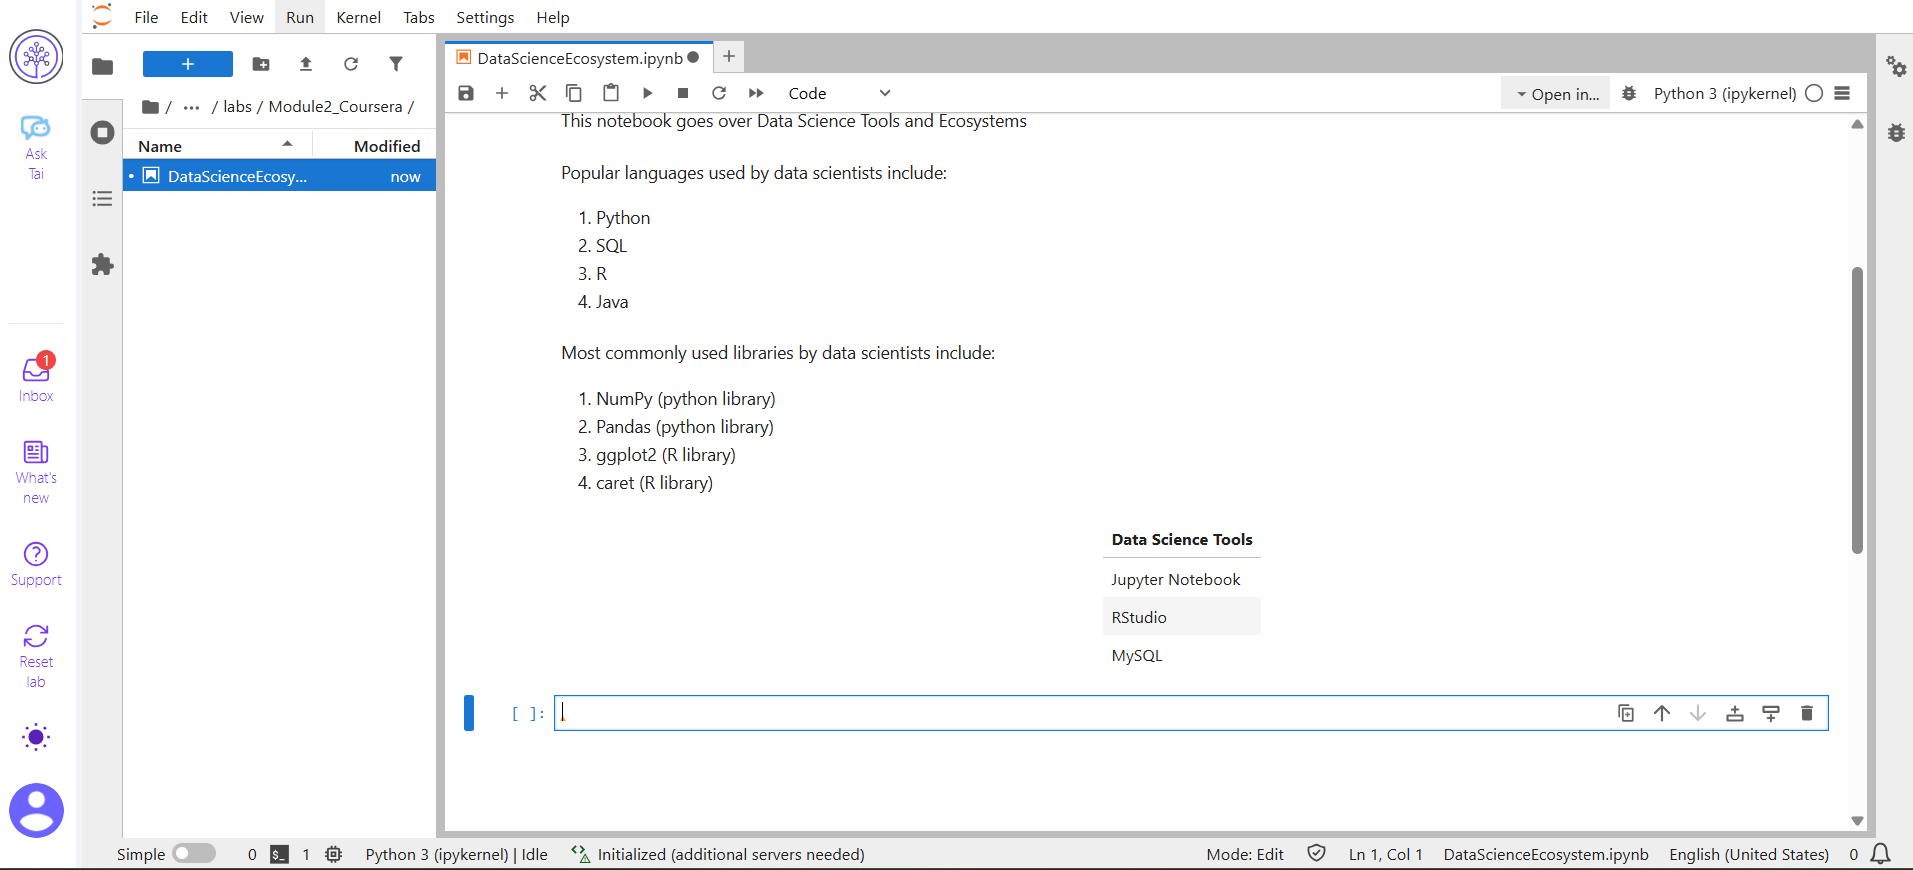 File Edit View Run Kernel Tabs Settings Help
Ask
Tai
1
Inbox
What's
new
Support
Reset
lab
+
/ ... / labs / Module2_Coursera /
Name Modified
DataScienceEcosy... now
DataScienceEcosystem.ipynb
Code
Open in...
Python 3 (ipykernel)
This notebook goes over Data Science Tools and Ecosystems
Popular languages used by data scientists include:
1. Python
2. SQL
3. R
4. Java
Most commonly used libraries by data scientists include:
1. NumPy (python library)
2. Pandas (python library)
3. ggplot2 (R library)
4. caret (R library)
Data Science Tools
Jupyter Notebook
RStudio
MySQL
[ ]:
Simple 0 $_ 1 Python 3 (ipykernel) | Idle Initialized (additional servers needed) Mode: Edit Ln 1, Col 1 DataScienceEcosystem.ipynb English (United States) 0